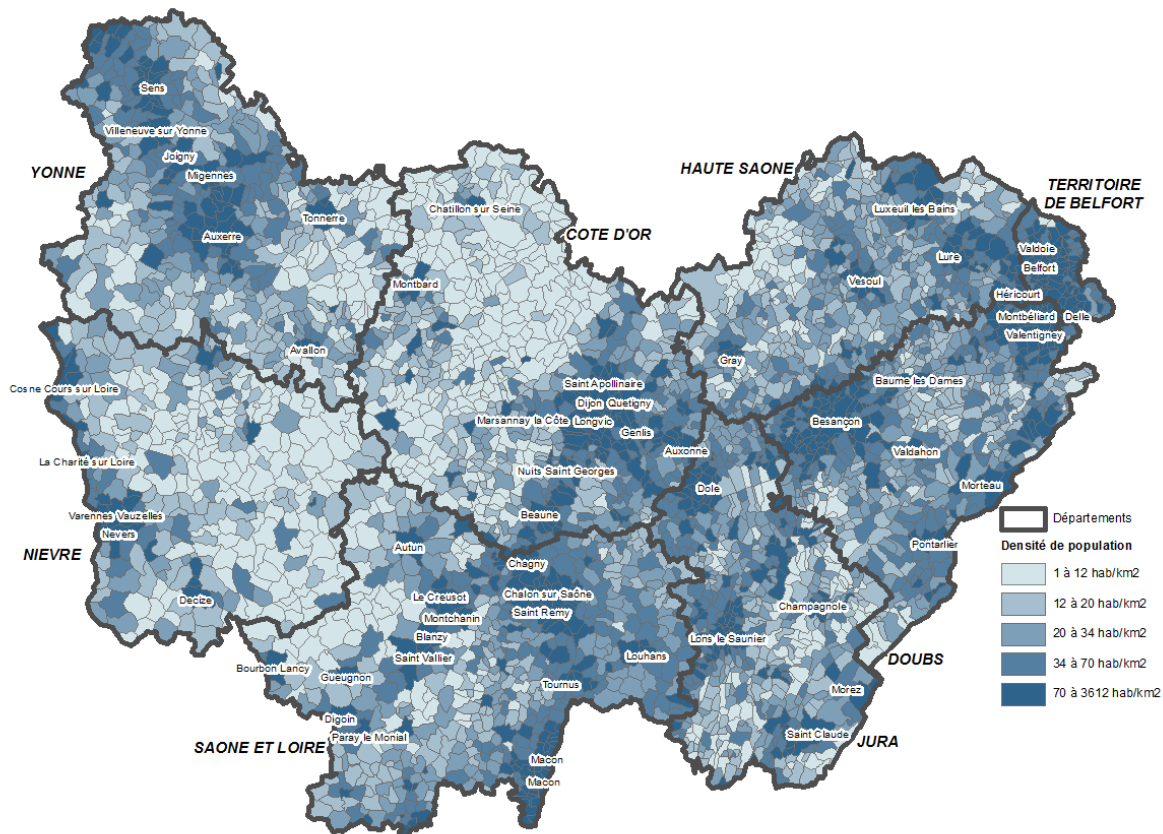 Sens
Villeneuve sur Yonne
Joigny
Migennes
YONNE
HAUTE SAONE
TERRITOIRE
DE BELFORT
Tonnerre
Chatillon sur Seine
Luxeuil les Bains
Auxerre
COTE D'OR
Valdoie
Lure
Belfort
Montbard
Vesoul
Héricourt
Montbéliard
Delle
Valentigney
Avallon
Gray
Cosne Cours sur Loire
Saint Apollinaire
Baume les Dames
Dijon
Quetigny
Marsannay la Côte
Longvic
Besançon
Genlis
Auxonne
Valdahon
La Charité sur Loire
Nuits Saint Georges
Dole
Morteau
Varennes Vauzelles
Beaune
Nevers
Autun
Pontarlier
NIEVRE
Chagny
Decize
Le Creusot
Chalon sur Saône
Montchanin
Saint Remy
Champagnole
Blanzy
Lons le Saunier
Saint Vallier
Louhans
DOUBS
Bourbon Lancy
Gueugnon
Tournus
Morez
Digoin
Paray le Monial
Saint Claude
SAONE ET LOIRE
JURA
Macon
Macon
Départements
Densité de population
1 à 12 hab/km2
12 à 20 hab/km2
20 à 34 hab/km2
34 à 70 hab/km2
70 à 3612 hab/km2